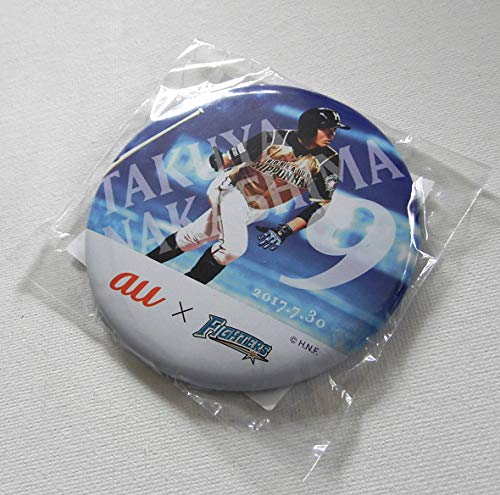 TAKUYA
NAKASHIMA
9
2017.7.30
au × FIGHTERS
© H.N.F.